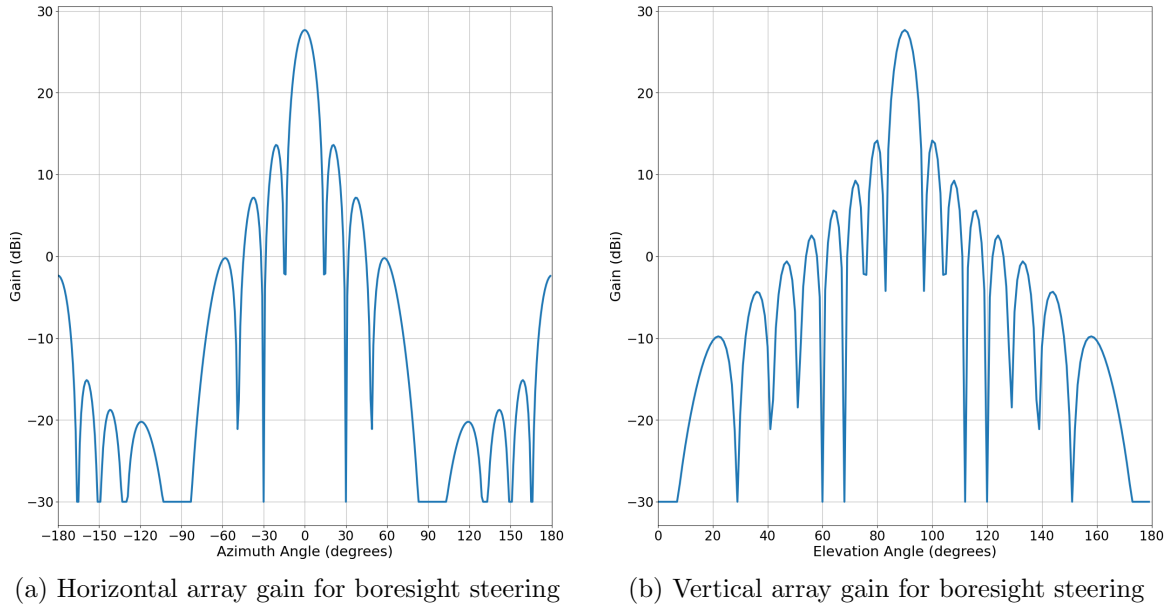 30
20
10
0
−10
−20
−30
Gain (dBi)
−180 −150 −120 −90 −60 −30 0 30 60 90 120 150 180
Azimuth Angle (degrees)
(a) Horizontal array gain for boresight steering
30
20
10
0
−10
−20
−30
Gain (dBi)
0 20 40 60 80 100 120 140 160 180
Elevation Angle (degrees)
(b) Vertical array gain for boresight steering